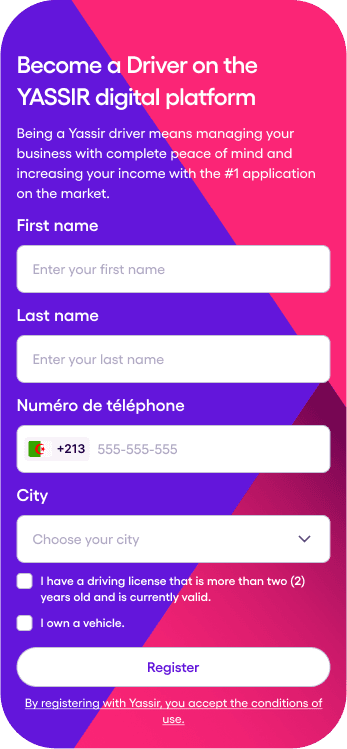 Become a Driver on the
YASSIR digital platform
Being a Yassir driver means managing your
business with complete peace of mind and
increasing your income with the #1 application
on the market.
First name
Enter your first name
Last name
Enter your last name
Numéro de téléphone
+213 555-555-555
City
Choose your city
I have a driving license that is more than two (2)
years old and is currently valid.
I own a vehicle.
Register
By registering with Yassir, you accept the conditions of
use.